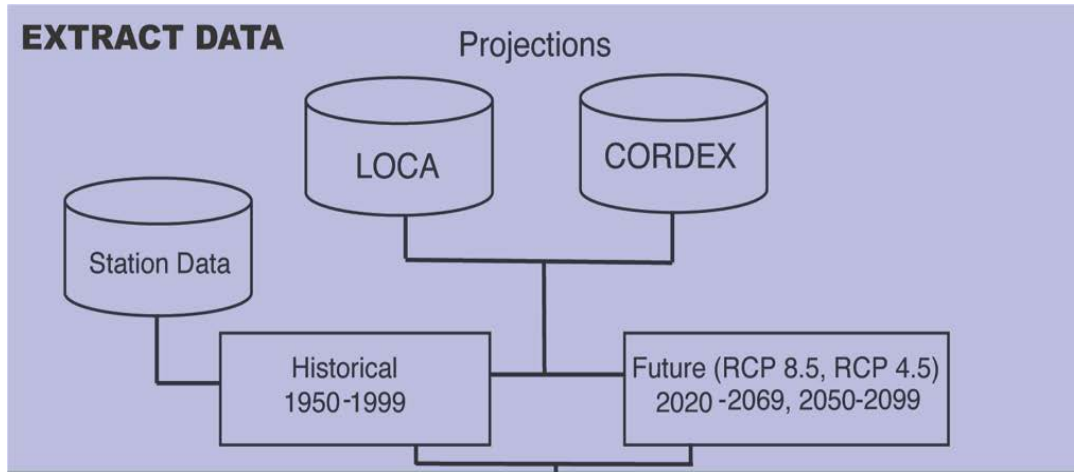 EXTRACT DATA
Projections
LOCA
CORDEX
Station Data
Historical
1950-1999
Future (RCP 8.5, RCP 4.5)
2020-2069, 2050-2099